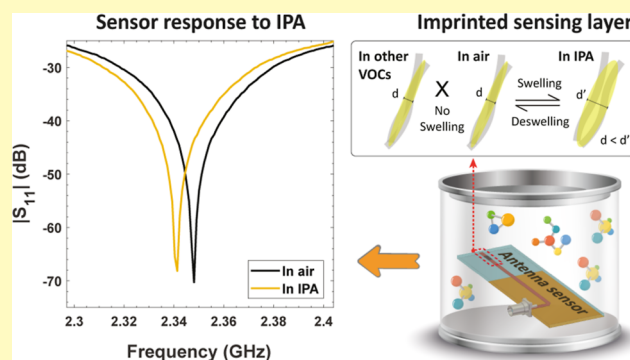 Sensor response to IPA
-30
-40
-50
-60
-70
|S11| (dB)
In air
In IPA
2.3
2.32
2.34
2.36
2.38
2.4
Frequency (GHz)
Imprinted sensing layer
In other
VOCs
In air
In IPA
d
X
No
Swelling
d
Swelling
Deswelling
d'
d < d'
Antenna sensor